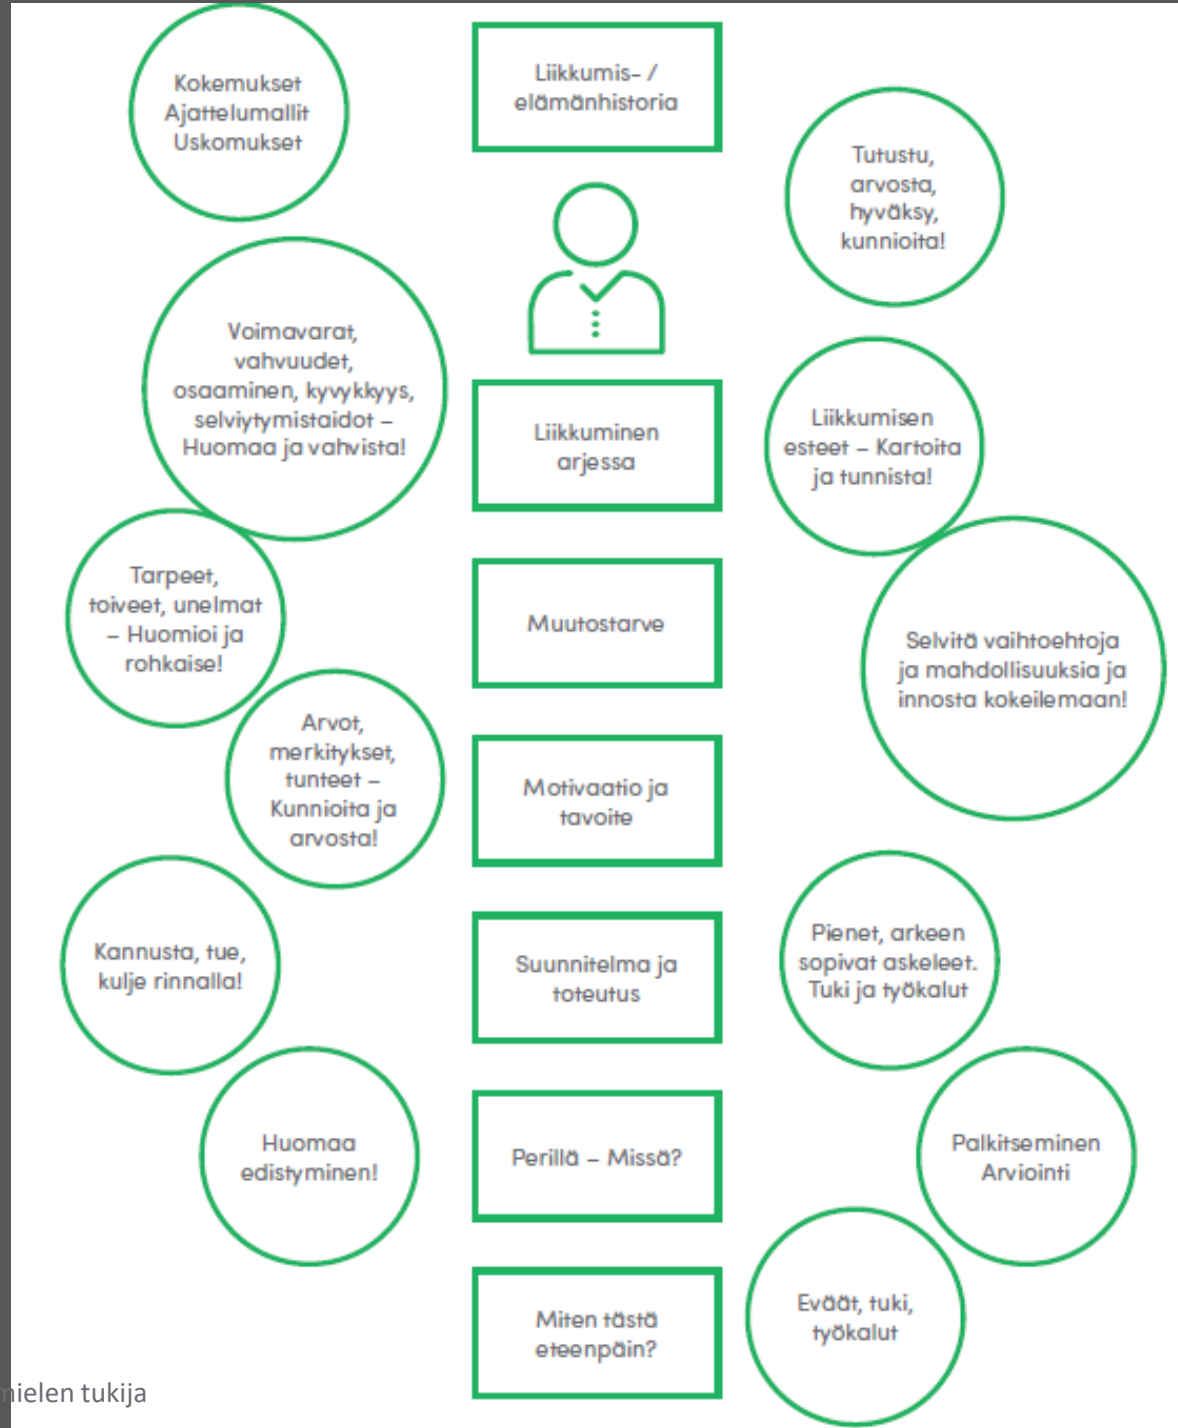 Kokemukset
Ajattelumallit
Uskomukset
Liikkumis- /
elämänhistoria
Tutustu,
arvosta,
hyväksy,
kunnioita!
Voimavarat,
vahvuudet,
osaaminen, kyvykkyys,
selviytymistaidot –
Huomaa ja vahvista!
Liikkuminen
arjessa
Liikkumisen
esteet – Kartoita
ja tunnista!
Tarpeet,
toiveet, unelmat
– Huomioi ja
rohkaise!
Muutostarve
Selvitä vaihtoehtoja
ja mahdollisuuksia ja
innosta kokeilemaan!
Arvot,
merkitykset,
tunteet –
Kunnioita ja
arvosta!
Motivaatio ja
tavoite
Kannusta, tue,
kulje rinnalla!
Suunnitelma ja
toteutus
Pienet, arkeen
sopivat askeleet.
Tuki ja työkalut
Huomaa
edistyminen!
Perillä – Missä?
Palkitseminen
Arviointi
Miten tästä
eteenpäin?
Eväät, tuki,
työkalut
tukija